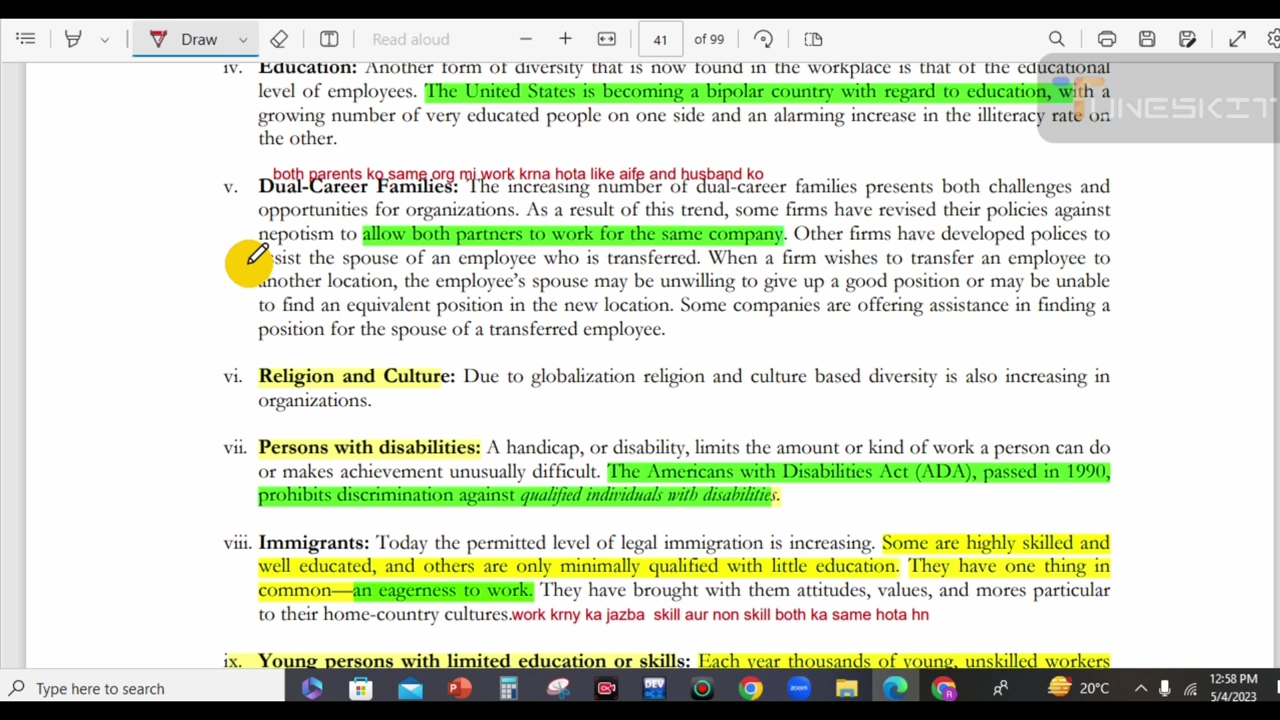 Draw
Read aloud
41
of 99
iv. Education: Another form of diversity that is now found in the workplace is that of the educational
level of employees. The United States is becoming a bipolar country with regard to education, with a
growing number of very educated people on one side and an alarming increase in the illiteracy rate on
the other.
both parents ko same org mi work krna hota like aife and husband ko
v. Dual-Career Families: The increasing number of dual-career families presents both challenges and
opportunities for organizations. As a result of this trend, some firms have revised their policies against
nepotism to allow both partners to work for the same company. Other firms have developed polices to
sist the spouse of an employee who is transferred. When a firm wishes to transfer an employee to
another location, the employee's spouse may be unwilling to give up a good position or may be unable
to find an equivalent position in the new location. Some companies are offering assistance in finding a
position for the spouse of a transferred employee.
vi. Religion and Culture: Due to globalization religion and culture based diversity is also increasing in
organizations.
vii. Persons with disabilities: A handicap, or disability, limits the amount or kind of work a person can do
or makes achievement unusually difficult. The Americans with Disabilities Act (ADA), passed in 1990,
prohibits discrimination against qualified individuals with disabilities.
viii. Immigrants: Today the permitted level of legal immigration is increasing. Some are highly skilled and
well educated, and others are only minimally qualified with little education. They have one thing in
common—an eagerness to work. They have brought with them attitudes, values, and mores particular
to their home-country cultures.work krny ka jazba skill aur non skill both ka same hota hn
ix. Young persons with limited education or skills: Each year thousands of young, unskilled workers
TUNESKIT
Type here to search
20°C
12:58 PM
5/4/2023